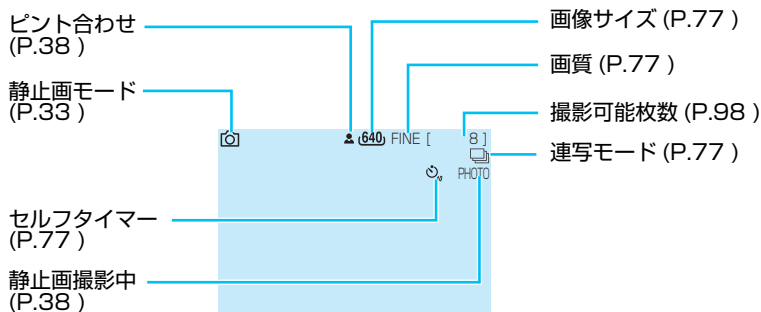 ピント合わせ
(P.38 )
静止画モード
(P.33 )
画像サイズ (P.77 )
画質 (P.77 )
撮影可能枚数 (P.98 )
連写モード (P.77 )
640 FINE [ 8 ]
PHOTO
セルフタイマー
(P.77 )
静止画撮影中
(P.38 )